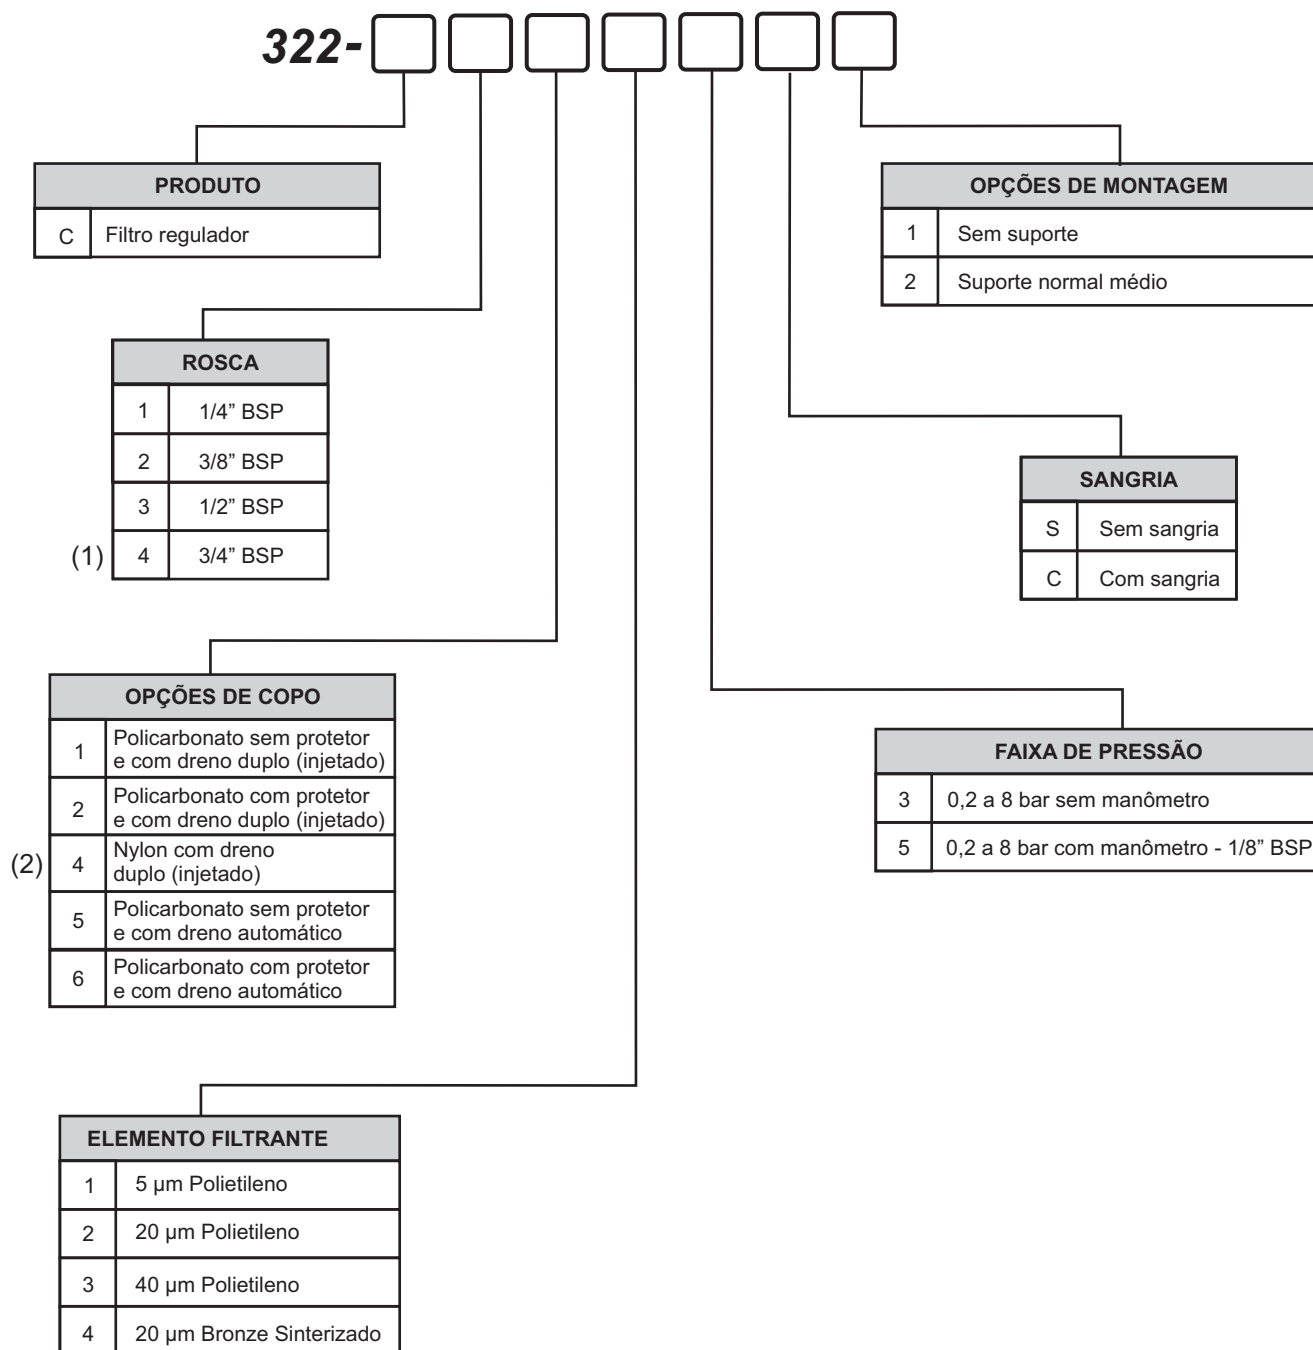 322-
PRODUTO
C Filtro regulador
ROSCA
1 1/4” BSP
2 3/8” BSP
3 1/2” BSP
(1) 4 3/4” BSP
OPÇÕES DE COPO
1 Policarbonato sem protetor
e com dreno duplo (injetado)
2 Policarbonato com protetor
e com dreno duplo (injetado)
(2) 4 Nylon com dreno
duplo (injetado)
5 Policarbonato sem protetor
e com dreno automático
6 Policarbonato com protetor
e com dreno automático
ELEMENTO FILTRANTE
1 5 µm Polietileno
2 20 µm Polietileno
3 40 µm Polietileno
4 20 µm Bronze Sinterizado
OPÇÕES DE MONTAGEM
1 Sem suporte
2 Suporte normal médio
SANGRIA
S Sem sangria
C Com sangria
FAIXA DE PRESSÃO
3 0,2 a 8 bar sem manômetro
5 0,2 a 8 bar com manômetro - 1/8” BSP